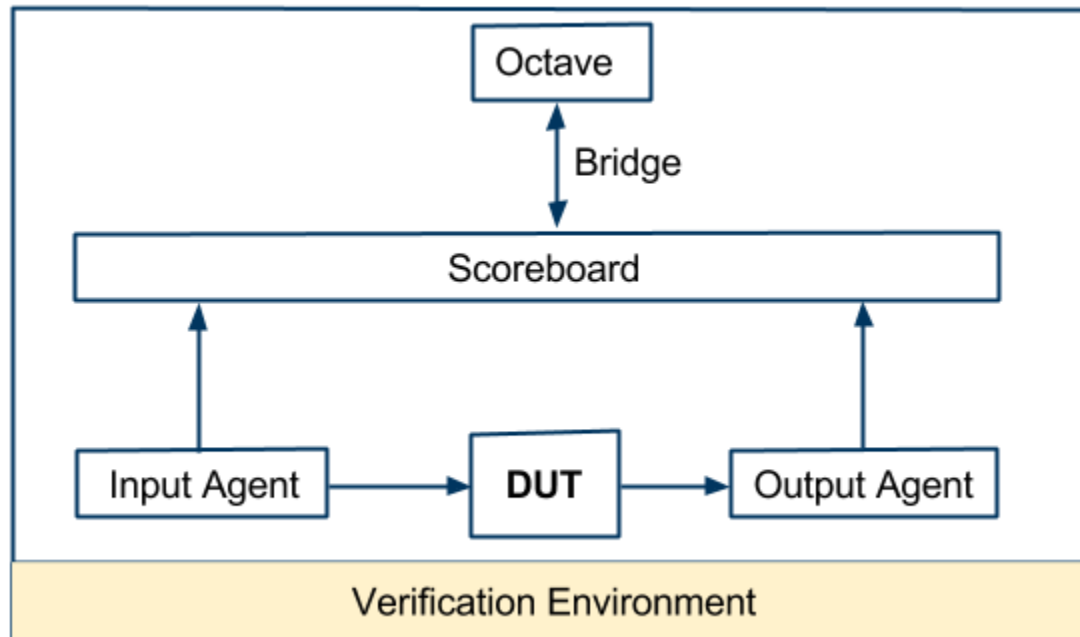 Octave
Bridge
Scoreboard
Input Agent
DUT
Output Agent
Verification Environment